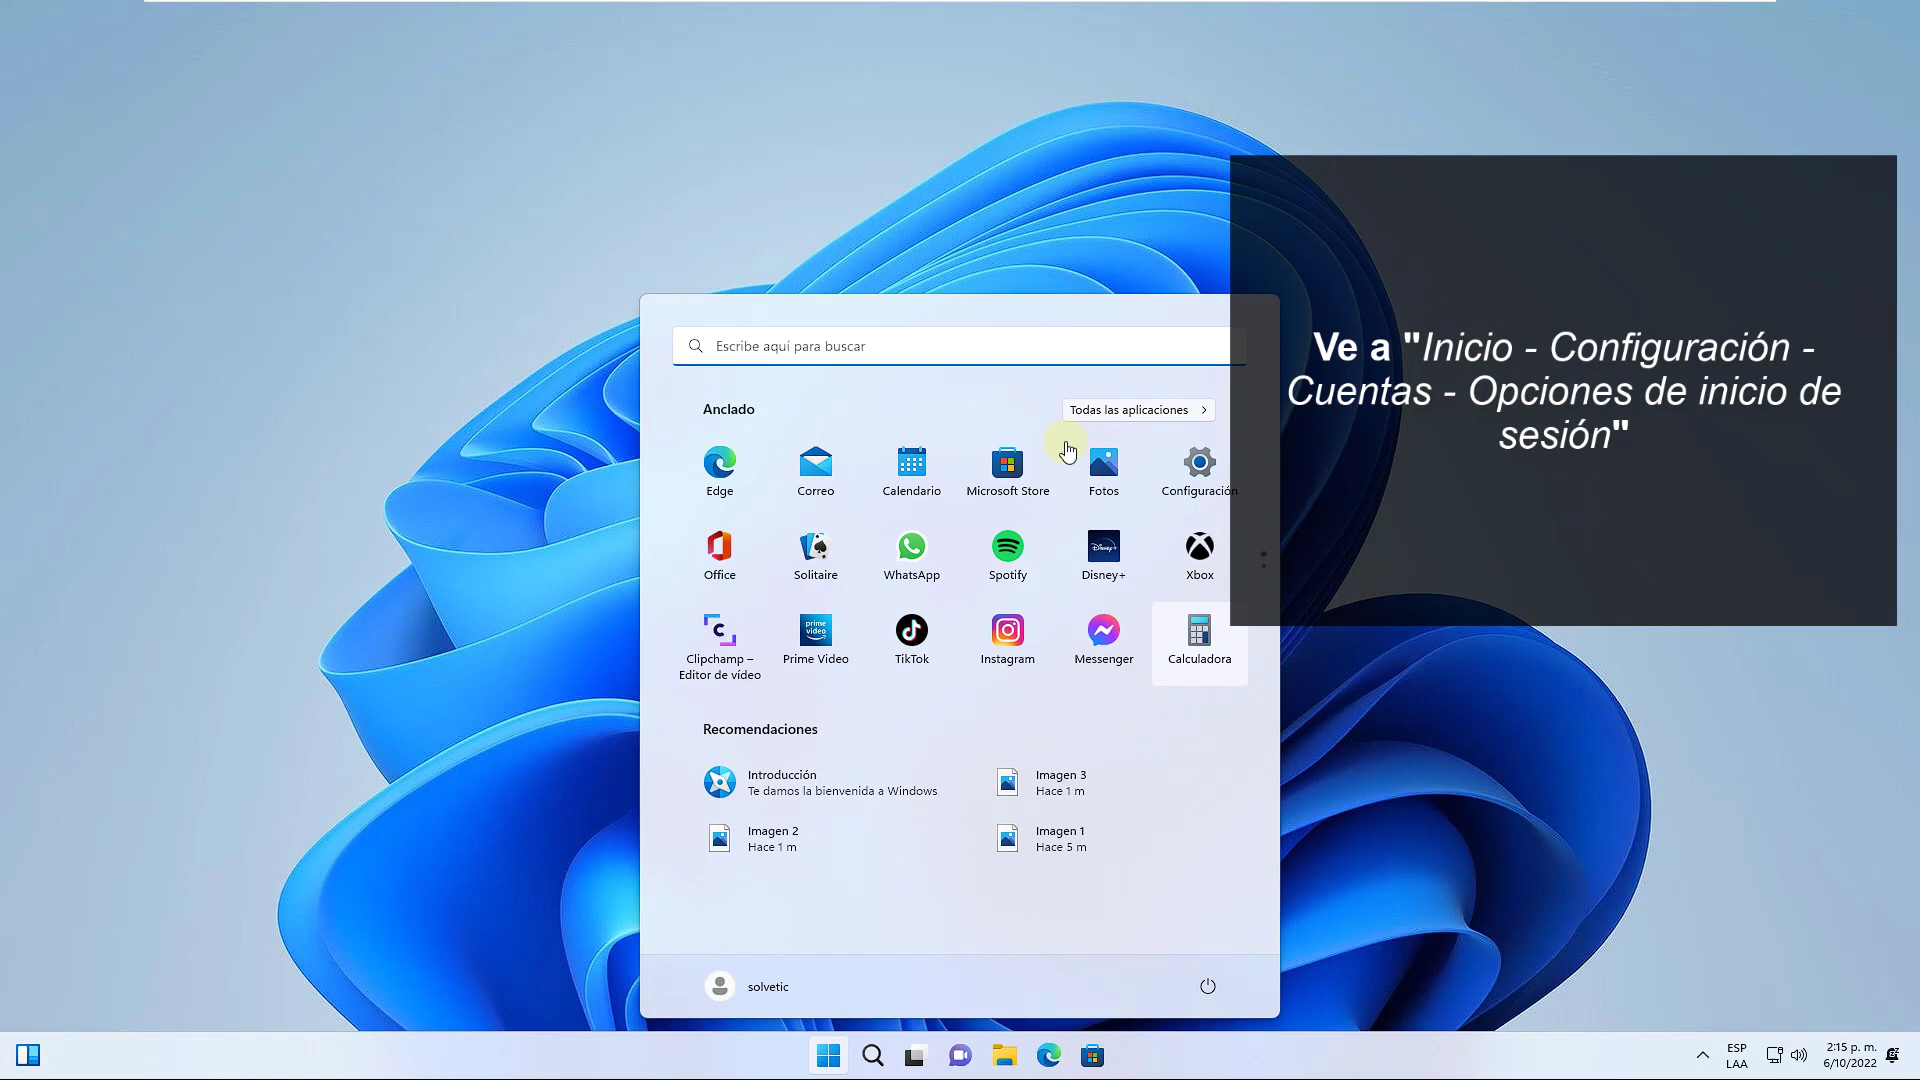 Ve a "Inicio - Configuración -
Cuentas - Opciones de inicio de
sesión"
Escribe aquí para buscar
Anclado
Todas las aplicaciones
Edge
Correo
Calendario
Microsoft Store
Fotos
Configuración
Office
Solitaire
WhatsApp
Spotify
Disney+
Disney+
Xbox
prime
video
Clipchamp –
Editor de vídeo
Prime Video
TikTok
Instagram
Messenger
Calculadora
Recomendaciones
Introducción
Te damos la bienvenida a Windows
Imagen 3
Hace 1 m
Imagen 2
Hace 1 m
Imagen 1
Hace 5 m
solvetic
ESP
LAA
2:15 p. m.
6/10/2022